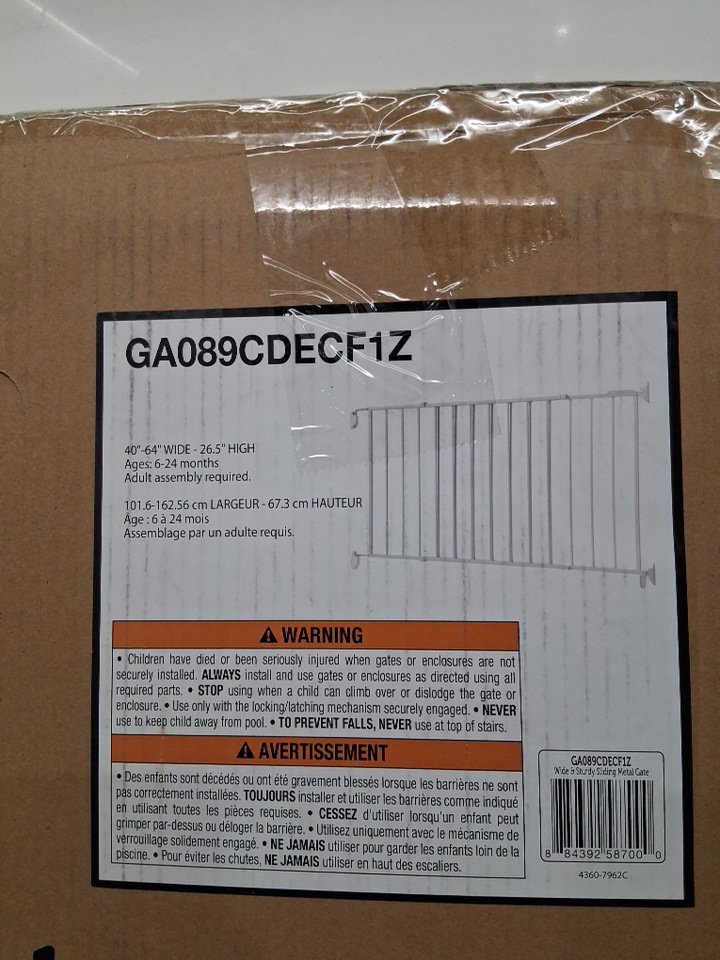 GA089CDECF1Z
40"-64" WIDE - 26.5" HIGH
Ages: 6-24 months
Adult assembly required.
101.6-162.56 cm LARGEUR - 67.3 cm HAUTEUR
Âge : 6 à 24 mois
Assemblage par un adulte requis.
⚠ WARNING
• Children have died or been seriously injured when gates or enclosures are not
securely installed. ALWAYS install and use gates or enclosures as directed using all
required parts. • STOP using when a child can climb over or dislodge the gate or
enclosure. • Use only with the locking/latching mechanism securely engaged. • NEVER
use to keep child away from pool. • TO PREVENT FALLS, NEVER use at top of stairs.
⚠ AVERTISSEMENT
• Des enfants sont décédés ou ont été gravement blessés lorsque les barrières ne sont
pas correctement installées. TOUJOURS installer et utiliser les barrières comme indiqué
en utilisant toutes les pièces requises. • CESSEZ d'utiliser lorsqu'un enfant peut
grimper par-dessus ou déloger la barrière. • Utilisez uniquement avec le mécanisme de
verrouillage solidement engagé. • NE JAMAIS utiliser pour garder les enfants loin de la
piscine. • Pour éviter les chutes, NE JAMAIS utiliser en haut des escaliers.
GA089CDECF1Z
Wide & Sturdy Sliding Metal Gate
8 84392 58700 0
4360-7962C